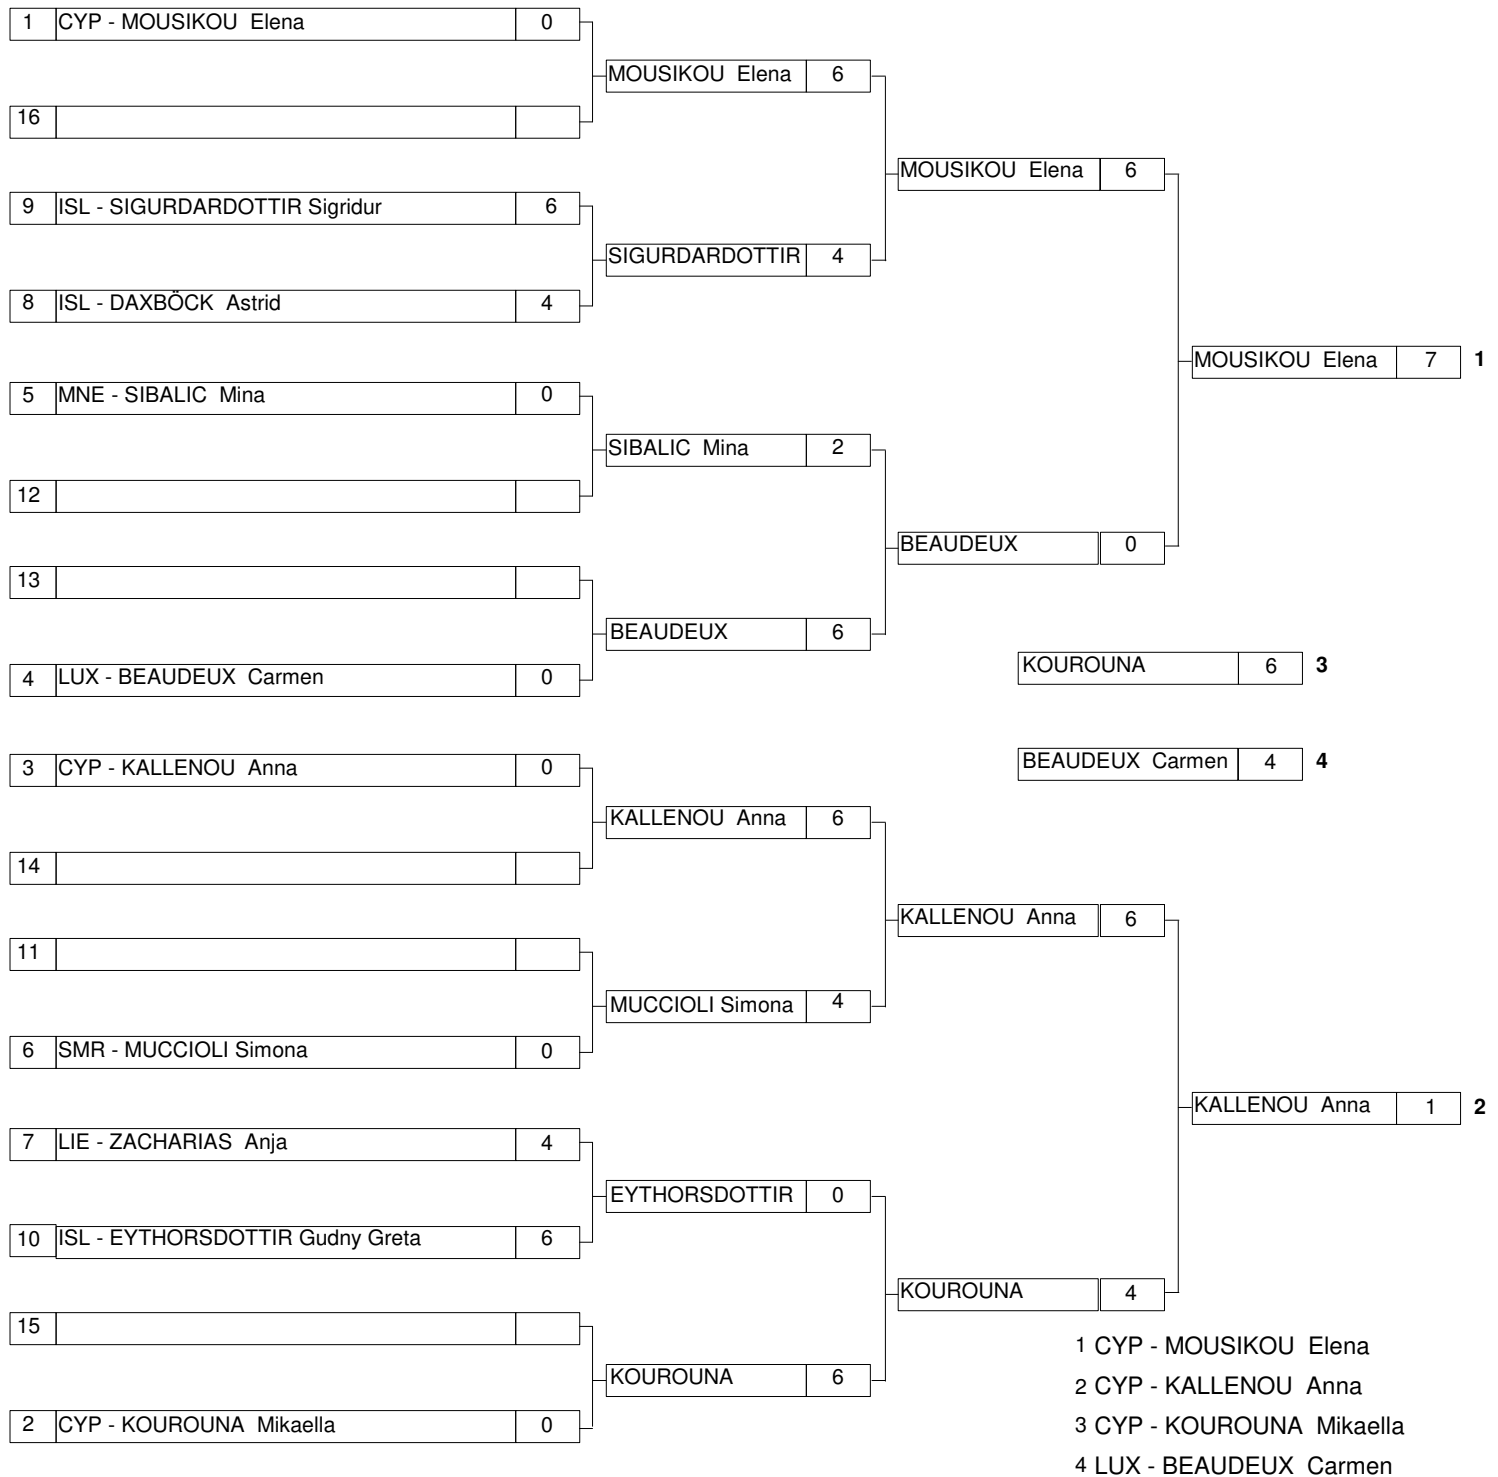 1 CYP - MOUSIKOU Elena 0
MOUSIKOU Elena 6
16
MOUSIKOU Elena 6
9 ISL - SIGURDARDOTTIR Sigridur 6
SIGURDARDOTTIR 4
8 ISL - DAXBÖCK Astrid 4
MOUSIKOU Elena 7 1
5 MNE - SIBALIC Mina 0
SIBALIC Mina 2
12
BEAUDEUX 0
13
BEAUDEUX 6
KOUROUNA 6 3
4 LUX - BEAUDEUX Carmen 0
BEAUDEUX Carmen 4 4
3 CYP - KALLENOU Anna 0
KALLENOU Anna 6
14
KALLENOU Anna 6
11
MUCCIOLI Simona 4
6 SMR - MUCCIOLI Simona 0
KALLENOU Anna 1 2
7 LIE - ZACHARIAS Anja 4
EYTHORSDOTTIR 0
10 ISL - EYTHORSDOTTIR Gudny Greta 6
KOUROUNA 4
15
KOUROUNA 6
2 CYP - KOUROUNA Mikaella 0
1 CYP - MOUSIKOU Elena
2 CYP - KALLENOU Anna
3 CYP - KOUROUNA Mikaella
4 LUX - BEAUDEUX Carmen